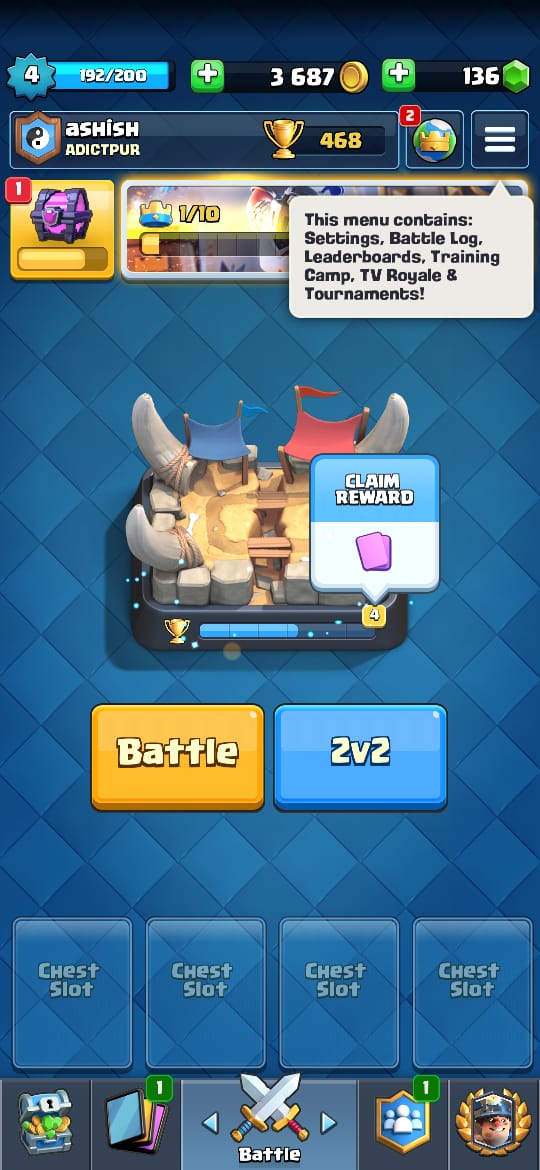 4
192/200
3 687
136
ashish
ADICTPUR
468
2
1
1/10
This menu contains:
Settings, Battle Log,
Leaderboards, Training
Camp, TV Royale &
Tournaments!
CLAIM
REWARD
4
Battle
2v2
Chest
Slot
Chest
Slot
Chest
Slot
Chest
Slot
1
1
Battle